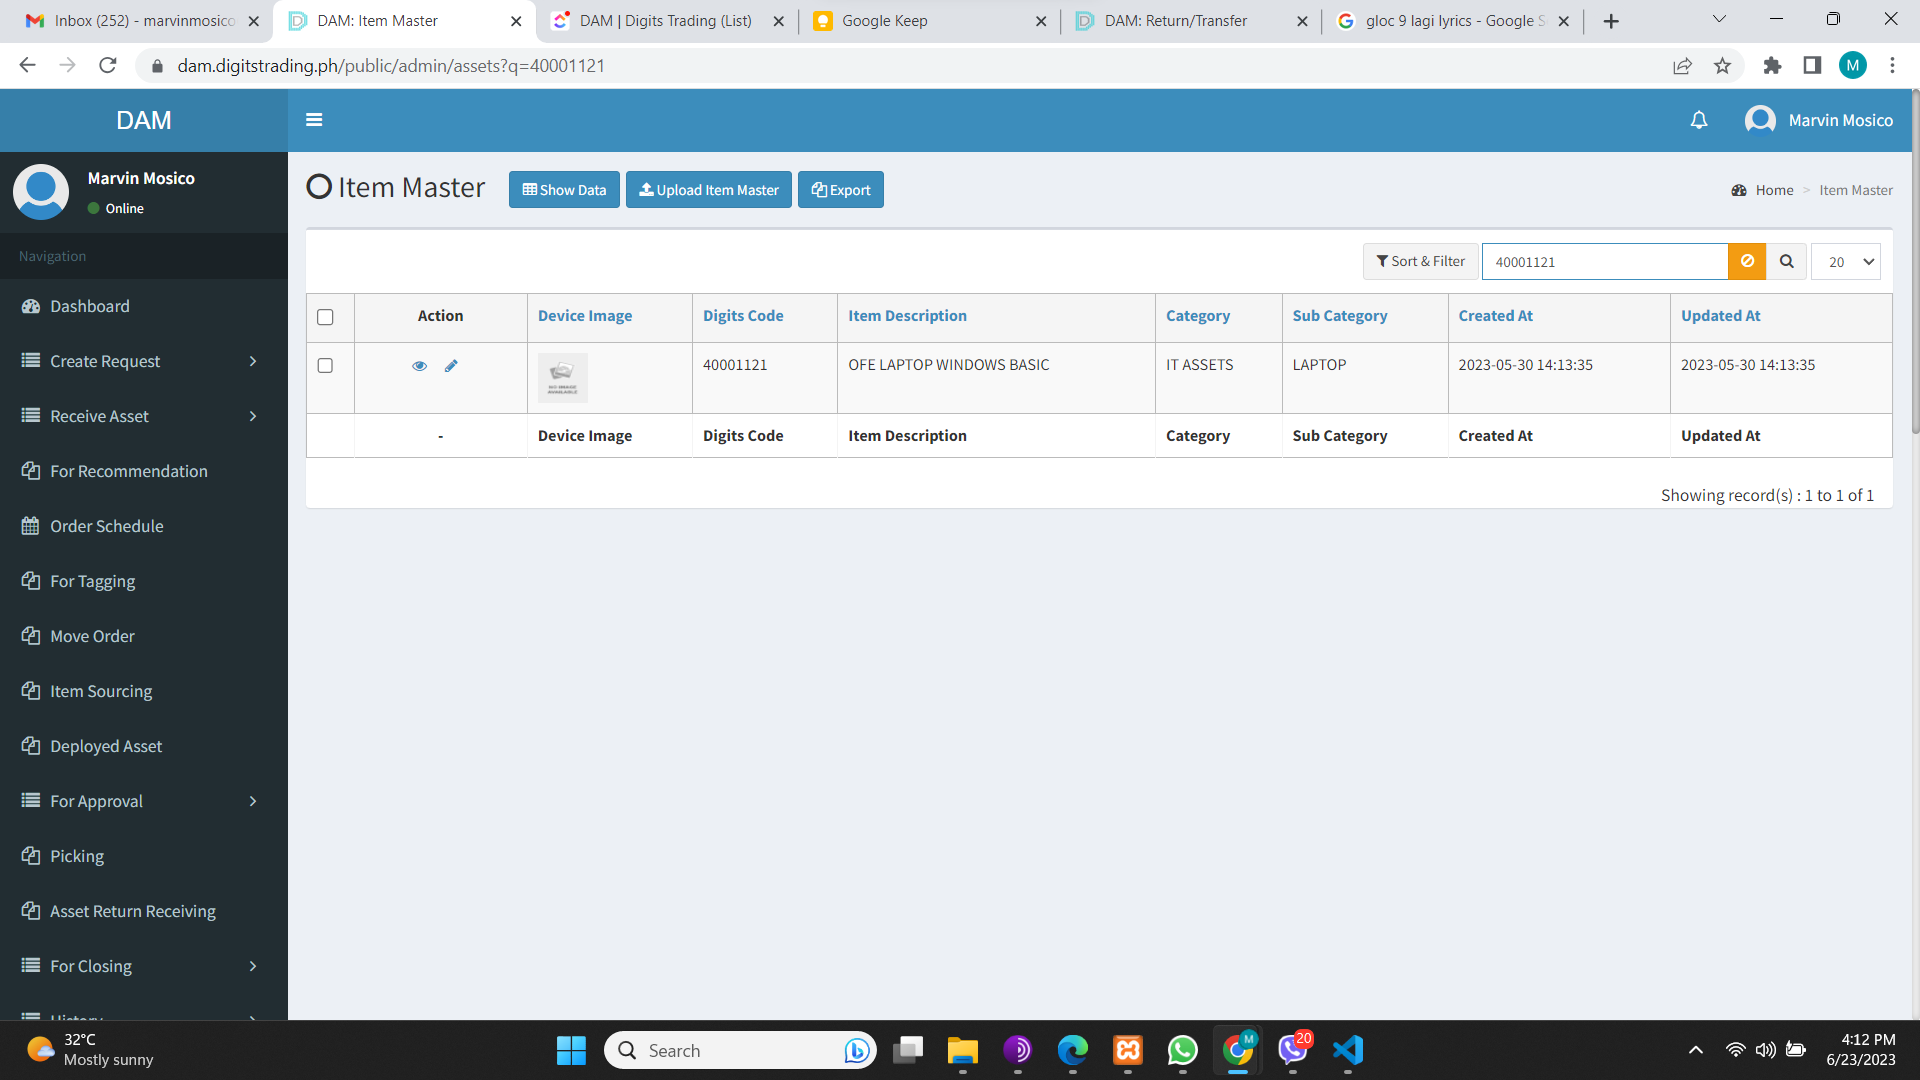 Inbox (252) - marvinmosico
DAM: Item Master
DAM | Digits Trading (List)
Google Keep
DAM: Return/Transfer
gloc 9 lagi lyrics - Google S
dam.digitstrading.ph/public/admin/assets?q=40001121
M
DAM
Marvin Mosico
Marvin Mosico
Online
Navigation
Dashboard
Create Request
Receive Asset
For Recommendation
Order Schedule
For Tagging
Move Order
Item Sourcing
Deployed Asset
For Approval
Picking
Asset Return Receiving
For Closing
History
Item Master
Show Data
Upload Item Master
Export
Home > Item Master
Sort & Filter
40001121
20
Action Device Image Digits Code Item Description Category Sub Category Created At Updated At
NO IMAGE
AVAILABLE
40001121 OFE LAPTOP WINDOWS BASIC IT ASSETS LAPTOP 2023-05-30 14:13:35 2023-05-30 14:13:35
- Device Image Digits Code Item Description Category Sub Category Created At Updated At
Showing record(s) : 1 to 1 of 1
32°C
Mostly sunny
Search
M
20
4:12 PM
6/23/2023